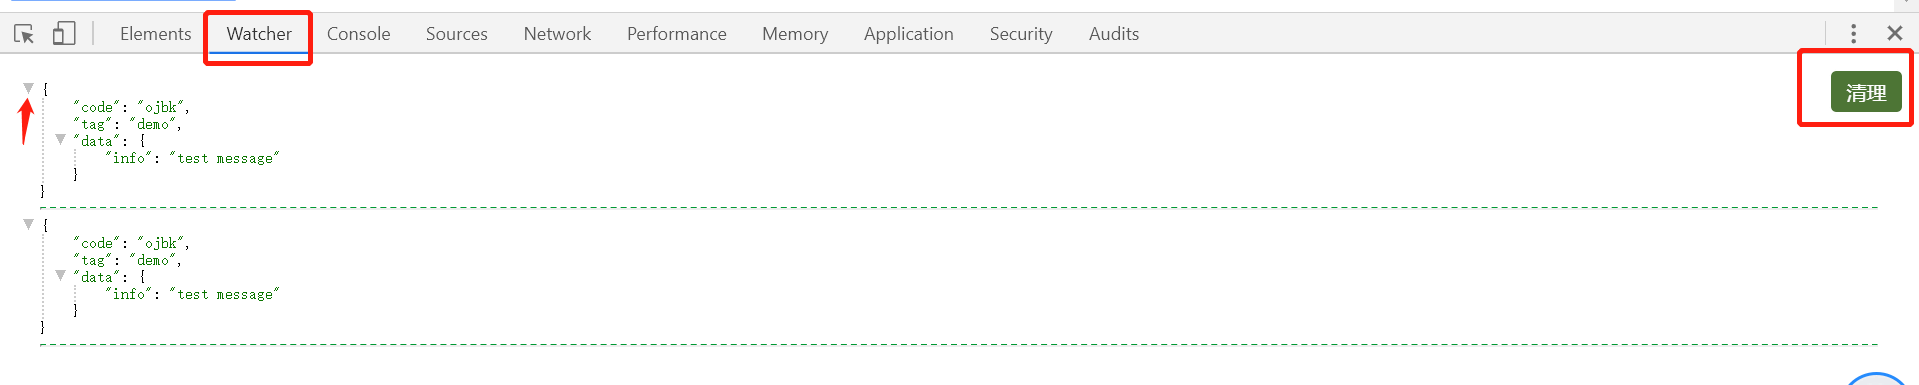 Elements Watcher Console Sources Network Performance Memory Application Security Audits
清理
{
"code": "ojbk",
"tag": "demo",
"data": {
"info": "test message"
}
}
{
"code": "ojbk",
"tag": "demo",
"data": {
"info": "test message"
}
}